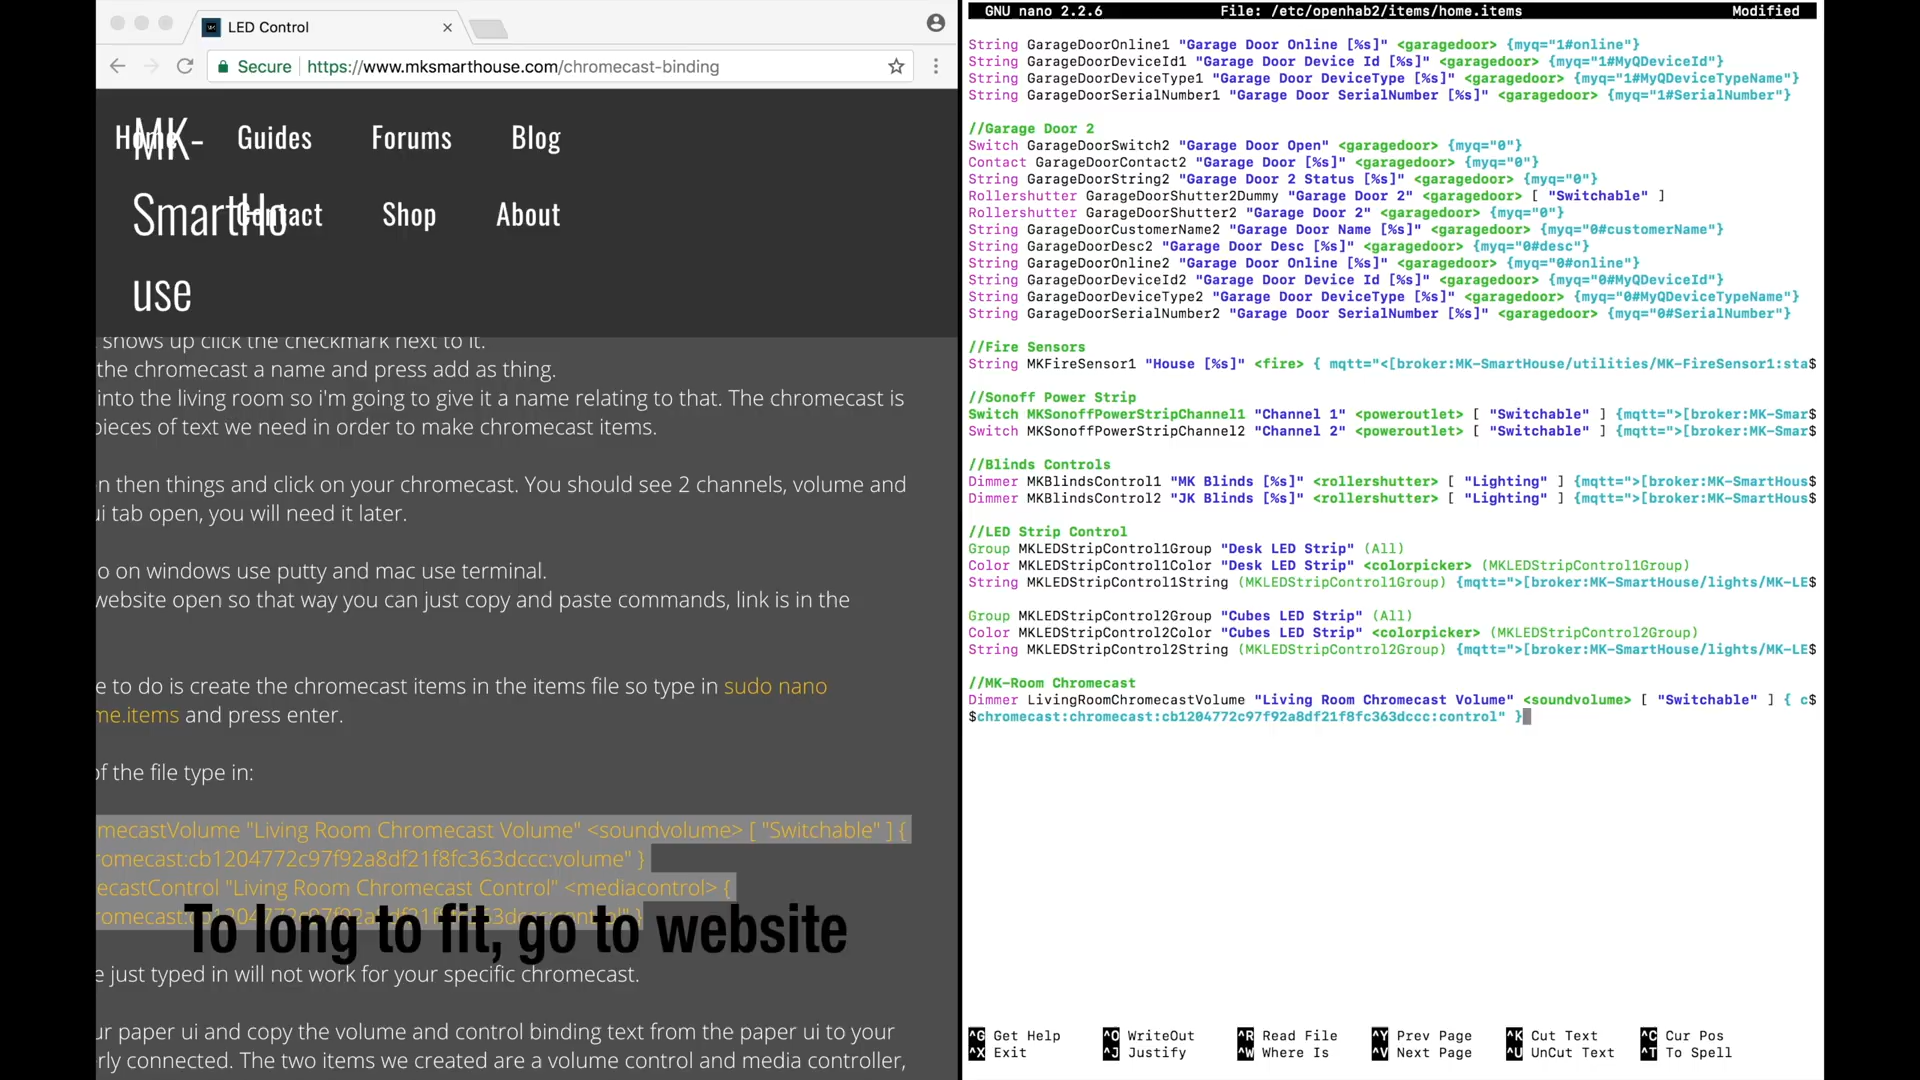 LED Control
Secure https://www.mksmarthouse.com/chromecast-binding
Home Guides Forums Blog
Contact Shop About
MK-
SmartHo
use
shows up click the checkmark next to it.
the chromecast a name and press add as thing.
into the living room so i'm going to give it a name relating to that. The chromecast is
pieces of text we need in order to make chromecast items.
n then things and click on your chromecast. You should see 2 channels, volume and
ui tab open, you will need it later.
o on windows use putty and mac use terminal.
website open so that way you can just copy and paste commands, link is in the
e to do is create the chromecast items in the items file so type in sudo nano
me.items and press enter.
of the file type in:
mecastVolume "Living Room Chromecast Volume" <soundvolume> [ "Switchable" ] {
romecast:cb1204772c97f92a8df21f8fc363dccc:volume" }
ecastControl "Living Room Chromecast Control" <mediacontrol> {
romecast:cb1204772c97f92a8df21f8fc363dccc:control" }
To long to fit, go to website
e just typed in will not work for your specific chromecast.
ur paper ui and copy the volume and control binding text from the paper ui to your
erly connected. The two items we created are a volume control and media controller,
GNU nano 2.2.6 File: /etc/openhab2/items/home.items Modified
String GarageDoorOnline1 "Garage Door Online [%s]" <garagedoor> {myq="1#online"}
String GarageDoorDeviceId1 "Garage Door Device Id [%s]" <garagedoor> {myq="1#MyQDeviceId"}
String GarageDoorDeviceType1 "Garage Door DeviceType [%s]" <garagedoor> {myq="1#MyQDeviceTypeName"}
String GarageDoorSerialNumber1 "Garage Door SerialNumber [%s]" <garagedoor> {myq="1#SerialNumber"}
//Garage Door 2
Switch GarageDoorSwitch2 "Garage Door Open" <garagedoor> {myq="0"}
Contact GarageDoorContact2 "Garage Door [%s]" <garagedoor> {myq="0"}
String GarageDoorString2 "Garage Door 2 Status [%s]" <garagedoor> {myq="0"}
Rollershutter GarageDoorShutter2Dummy "Garage Door 2" <garagedoor> [ "Switchable" ]
Rollershutter GarageDoorShutter2 "Garage Door 2" <garagedoor> {myq="0"}
String GarageDoorCustomerName2 "Garage Door Name [%s]" <garagedoor> {myq="0#customerName"}
String GarageDoorDesc2 "Garage Door Desc [%s]" <garagedoor> {myq="0#desc"}
String GarageDoorOnline2 "Garage Door Online [%s]" <garagedoor> {myq="0#online"}
String GarageDoorDeviceId2 "Garage Door Device Id [%s]" <garagedoor> {myq="0#MyQDeviceId"}
String GarageDoorDeviceType2 "Garage Door DeviceType [%s]" <garagedoor> {myq="0#MyQDeviceTypeName"}
String GarageDoorSerialNumber2 "Garage Door SerialNumber [%s]" <garagedoor> {myq="0#SerialNumber"}
//Fire Sensors
String MKFireSensor1 "House [%s]" <fire> { mqtt="<[broker:MK-SmartHouse/utilities/MK-FireSensor1:sta$
//Sonoff Power Strip
Switch MKSonoffPowerStripChannel1 "Channel 1" <poweroutlet> [ "Switchable" ] {mqtt=">[broker:MK-Smar$
Switch MKSonoffPowerStripChannel2 "Channel 2" <poweroutlet> [ "Switchable" ] {mqtt=">[broker:MK-Smar$
//Blinds Controls
Dimmer MKBlindsControl1 "MK Blinds [%s]" <rollershutter> [ "Lighting" ] {mqtt=">[broker:MK-SmartHous$
Dimmer MKBlindsControl2 "JK Blinds [%s]" <rollershutter> [ "Lighting" ] {mqtt=">[broker:MK-SmartHous$
//LED Strip Control
Group MKLEDStripControl1Group "Desk LED Strip" (All)
Color MKLEDStripControl1Color "Desk LED Strip" <colorpicker> (MKLEDStripControl1Group)
String MKLEDStripControl1String (MKLEDStripControl1Group) {mqtt=">[broker:MK-SmartHouse/lights/MK-LE$
Group MKLEDStripControl2Group "Cubes LED Strip" (All)
Color MKLEDStripControl2Color "Cubes LED Strip" <colorpicker> (MKLEDStripControl2Group)
String MKLEDStripControl2String (MKLEDStripControl2Group) {mqtt=">[broker:MK-SmartHouse/lights/MK-LE$
//MK-Room Chromecast
Dimmer LivingRoomChromecastVolume "Living Room Chromecast Volume" <soundvolume> [ "Switchable" ] { c$
$chromecast:chromecast:cb1204772c97f92a8df21f8fc363dccc:control" }
^G Get Help ^O WriteOut ^R Read File ^Y Prev Page ^K Cut Text ^C Cur Pos
^X Exit ^J Justify ^W Where Is ^V Next Page ^U UnCut Text ^T To Spell